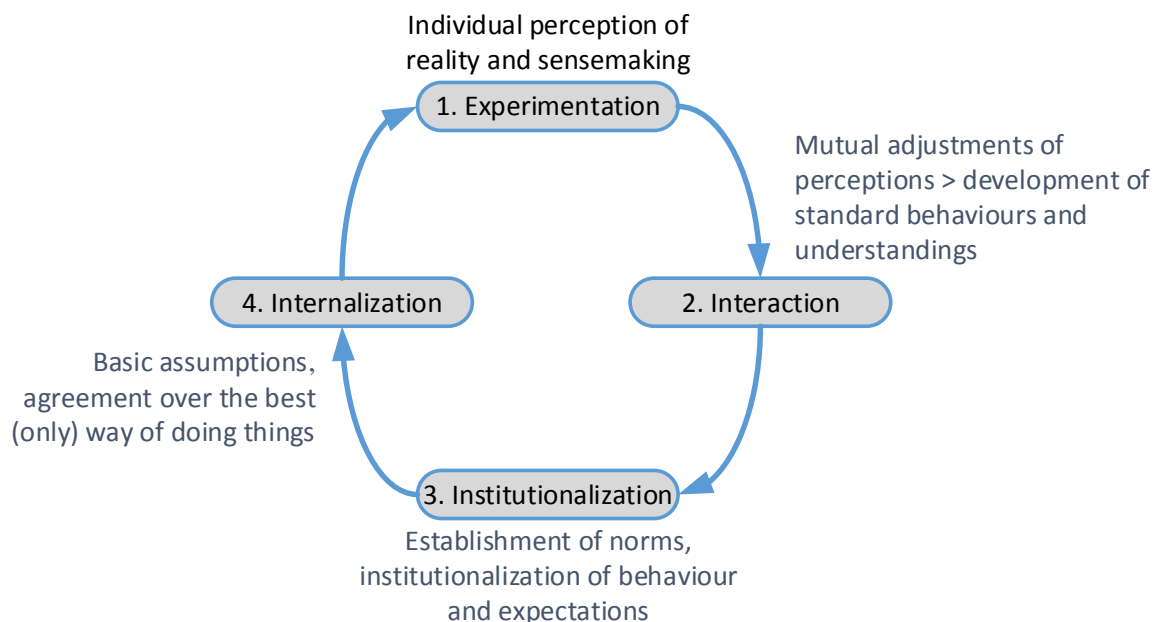 Individual perception of
reality and sensemaking
1. Experimentation
Mutual adjustments of
perceptions > development of
standard behaviours and
understandings
4. Internalization
2. Interaction
Basic assumptions,
agreement over the best
(only) way of doing things
3. Institutionalization
Establishment of norms,
institutionalization of behaviour
and expectations